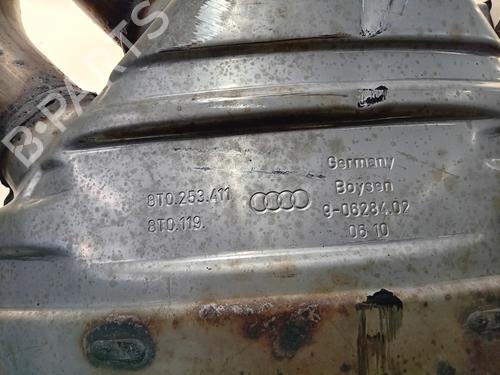 B-PARTS
8T0.253.411
8T0.119.
Germany
Boysen
9-06284.02
06 10